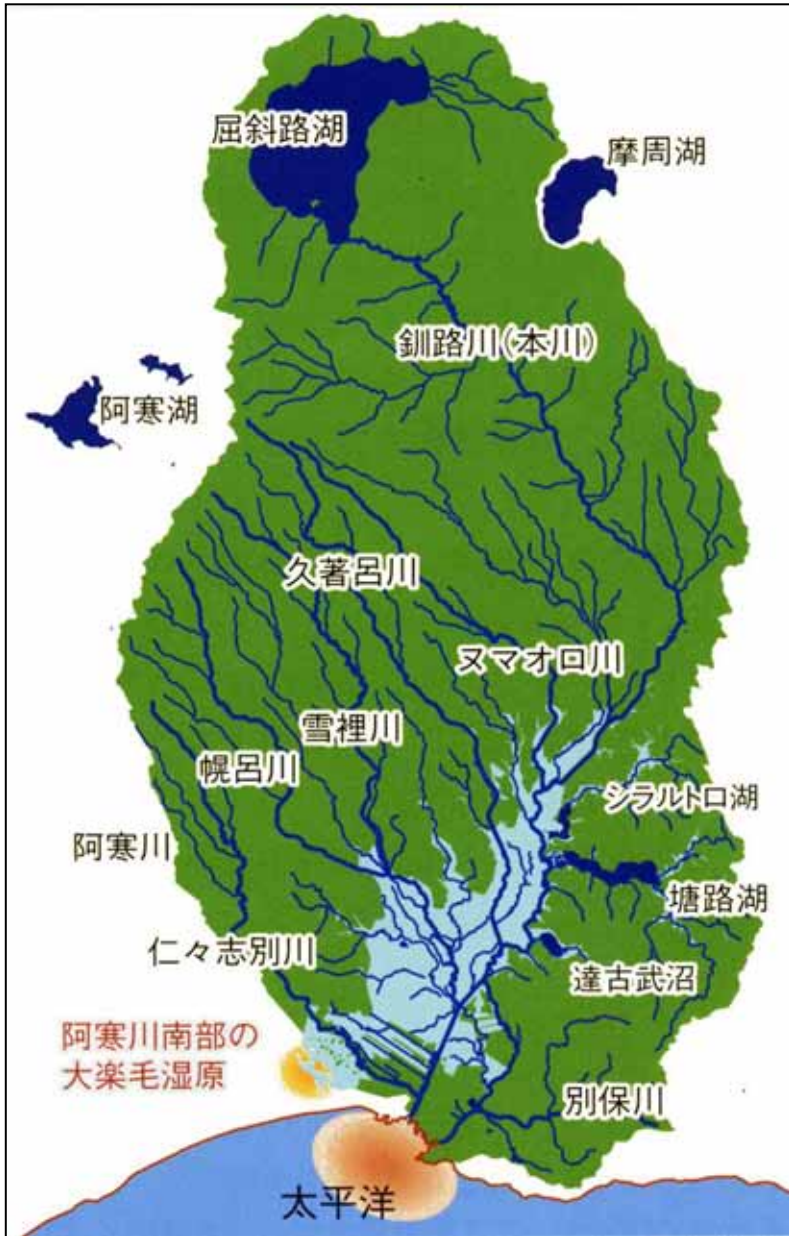 屈斜路湖
摩周湖
釧路川(本川)
阿寒湖
久著呂川
ヌマオロ川
雪裡川
幌呂川
シラルトロ湖
阿寒川
塘路湖
仁々志別川
達古武沼
阿寒川南部の
大楽毛湿原
別保川
太平洋